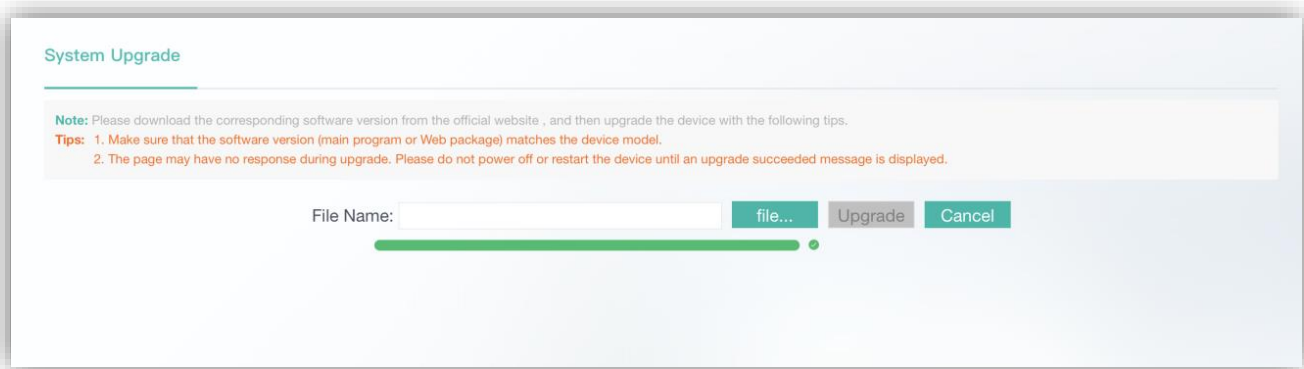 System Upgrade
Note: Please download the corresponding software version from the official website , and then upgrade the device with the following tips.
Tips: 1. Make sure that the software version (main program or Web package) matches the device model.
2. The page may have no response during upgrade. Please do not power off or restart the device until an upgrade succeeded message is displayed.
File Name: file... Upgrade Cancel